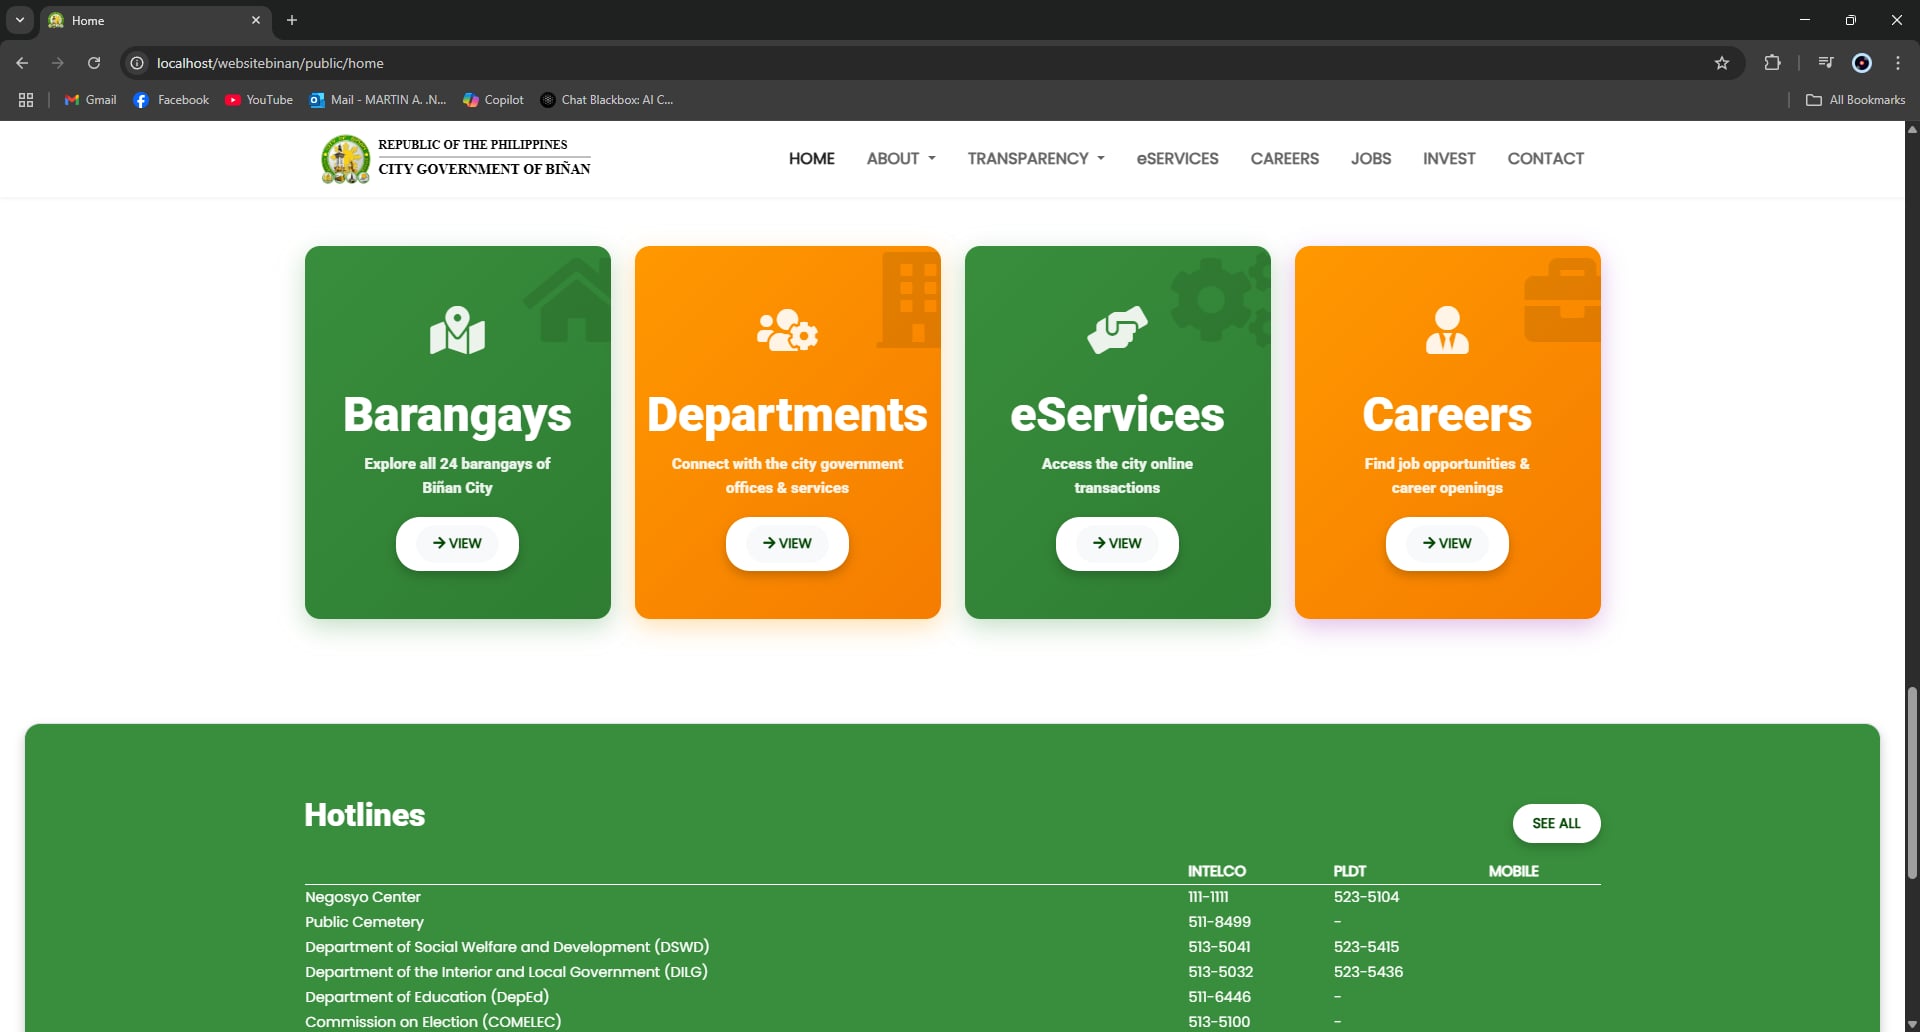 Home
localhost/websitebinan/public/home
Gmail
Facebook
YouTube
Mail - MARTIN A. .N...
Copilot
Chat Blackbox: AI C...
All Bookmarks
REPUBLIC OF THE PHILIPPINES
CITY GOVERNMENT OF BIÑAN
HOME
ABOUT
TRANSPARENCY
eSERVICES
CAREERS
JOBS
INVEST
CONTACT
Barangays
Explore all 24 barangays of
Biñan City
VIEW
Departments
Connect with the city government
offices & services
VIEW
eServices
Access the city online
transactions
VIEW
Careers
Find job opportunities &
career openings
VIEW
Hotlines
SEE ALL
INTELCO PLDT MOBILE
Negosyo Center 111-1111 523-5104
Public Cemetery 511-8499 -
Department of Social Welfare and Development (DSWD) 513-5041 523-5415
Department of the Interior and Local Government (DILG) 513-5032 523-5436
Department of Education (DepEd) 511-6446 -
Commission on Election (COMELEC) 513-5100 -